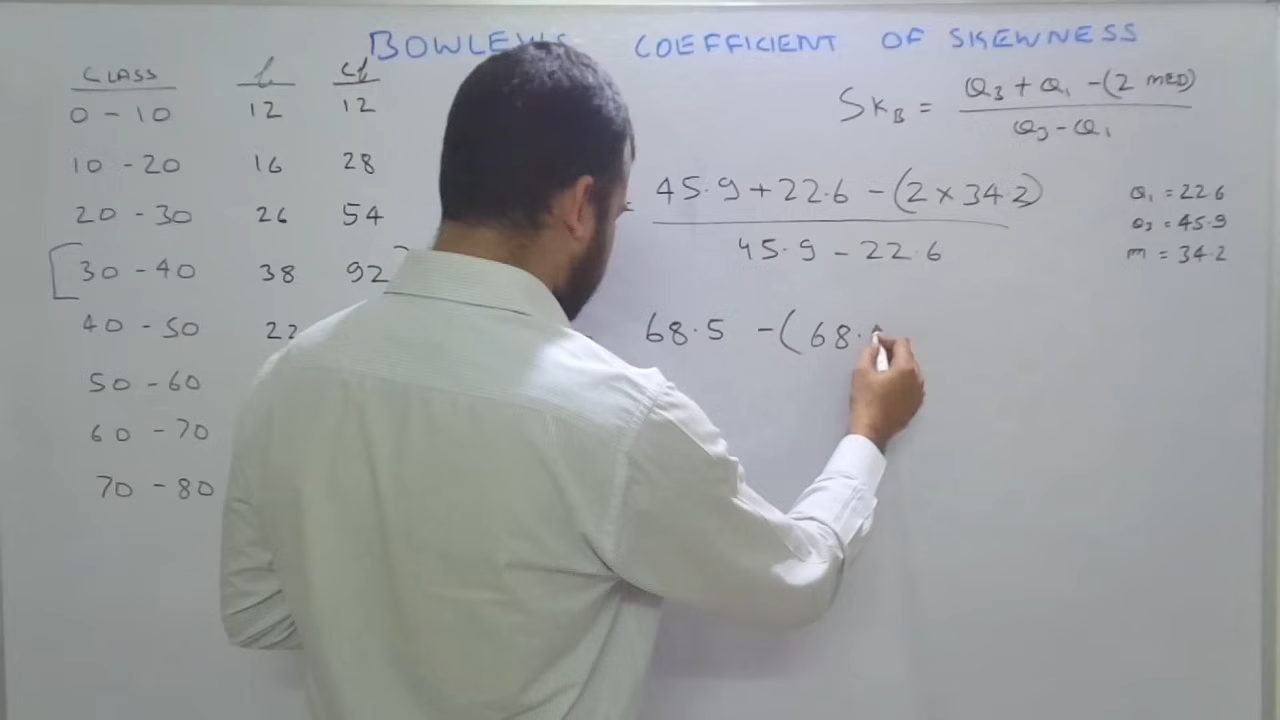 COEFFICIENT OF SKEWNESS
CLASS f cf
0 - 10 12 12
10 - 20 16 28
20 - 30 26 54
[30 - 40 38 92
40 - 50 22
50 - 60
60 - 70
70 - 80
SkB = Q3 + Q1 - (2 MED)
Q3 - Q1
45.9 + 22.6 - (2 x 34.2)
45.9 - 22.6
68.5 - (68.
Q1 = 22.6
Q3 = 45.9
m = 34.2